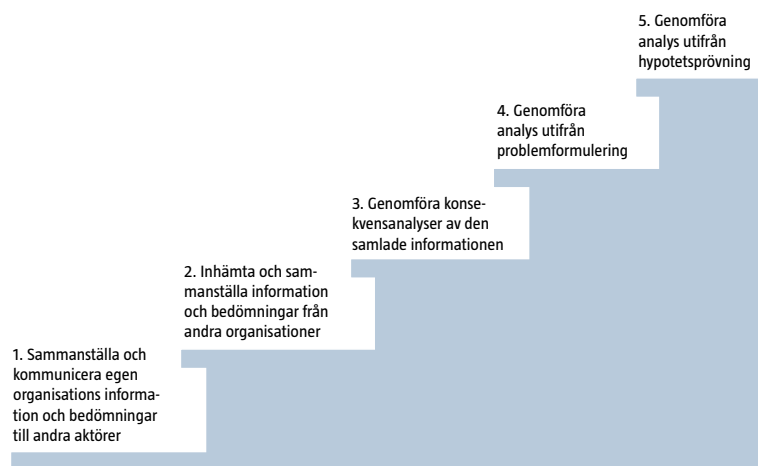 1. Sammanställa och
kommunicera egen
organisations informa-
tion och bedömningar
till andra aktörer
2. Inhämta och sam-
manställa information
och bedömningar från
andra organisationer
3. Genomföra konse-
kvensanalyser av den
samlade informationen
4. Genomföra
analys utifrån
problemformulering
5. Genomföra
analys utifrån
hypotetsprövning